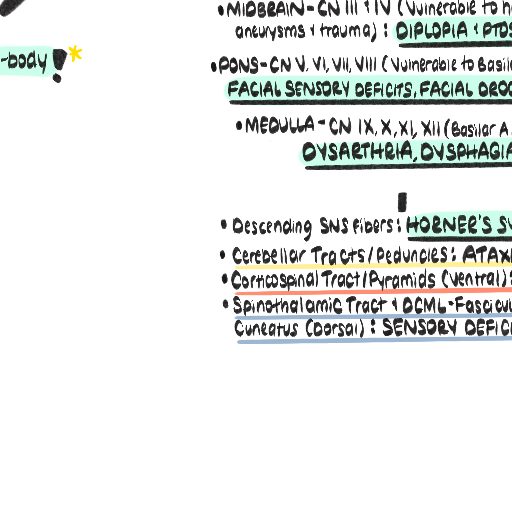 • MIDBRAIN - CN III & IV (Vulnerable to
aneurysms & trauma) : DIPLOPIA & PTOS
-body !*
• PONS - CN V, VI, VII, VIII (Vulnerable to Basil
FACIAL SENSORY DEFICITS, FACIAL DROO
• MEDULLA - CN IX, X, XI, XII (Basilar A.
DYSARTHRIA, DYSPHAGIA
• Descending SNS fibers : HORNER'S SY
• Cerebellar Tracts/Peduncles : ATAXI
• Corticospinal Tract/Pyramids (Ventral) :
• Spinothalamic Tract & DCML-Fascicu
Cuneatus (Dorsal) : SENSORY DEFIC